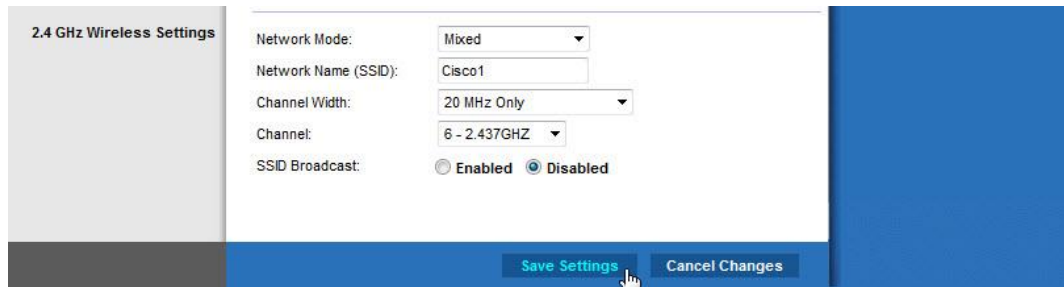 2.4 GHz Wireless Settings
Network Mode: Mixed
Network Name (SSID): Cisco1
Channel Width: 20 MHz Only
Channel: 6 - 2.437GHZ
SSID Broadcast: Enabled Disabled
Save Settings Cancel Changes